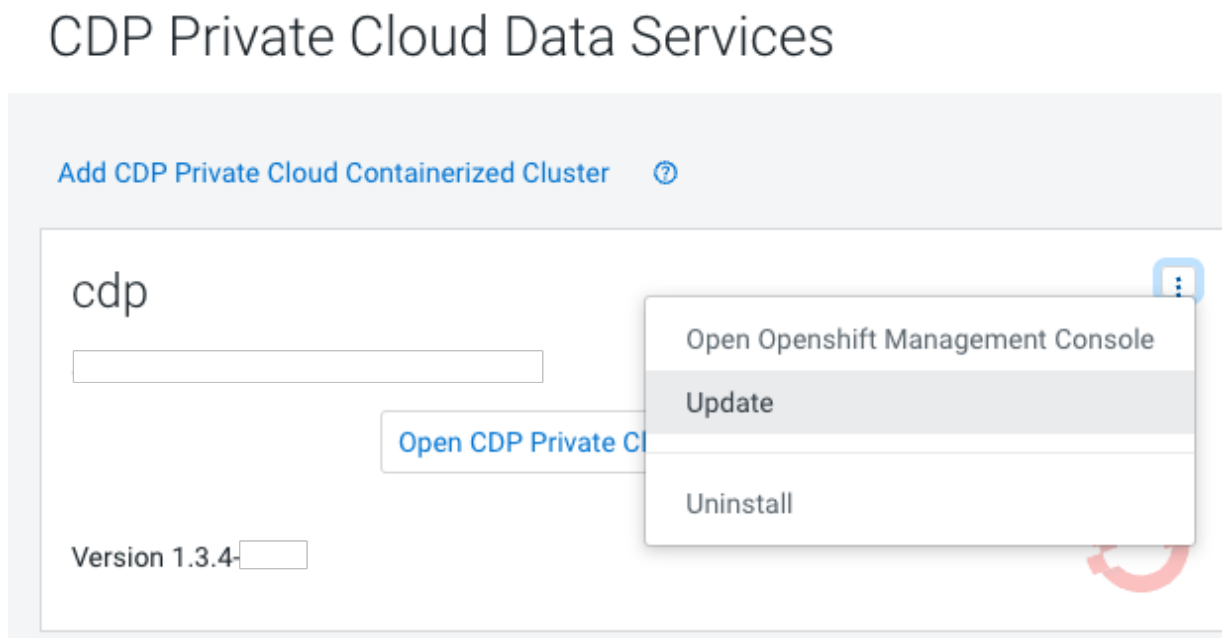 CDP Private Cloud Data Services
Add CDP Private Cloud Containerized Cluster
cdp
Open Openshift Management Console
Update
Open CDP Private Cl
Uninstall
Version 1.3.4-